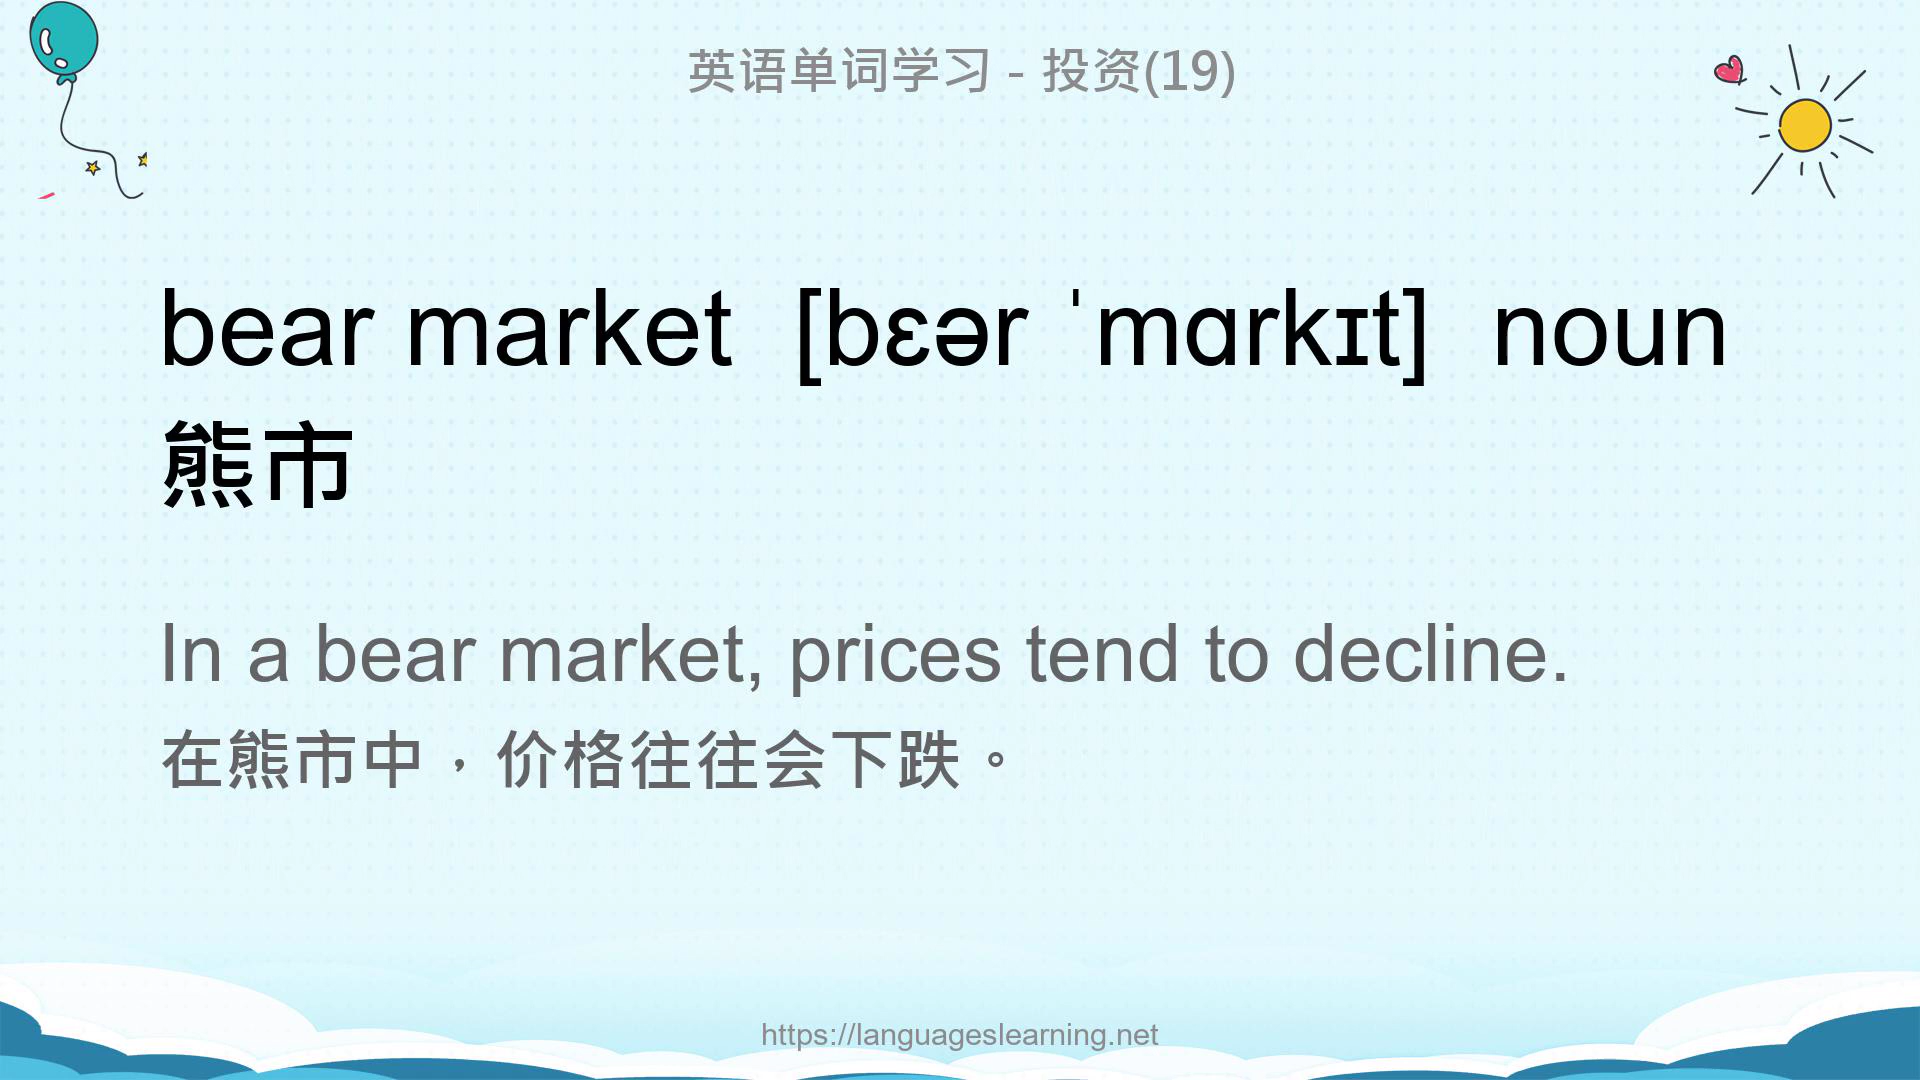 英语单词学习 - 投资(19)
bear market  [bɛər ˈmɑrkɪt]  noun
熊市
In a bear market, prices tend to decline.
在熊市中，价格往往会下跌。
https://languageslearning.net